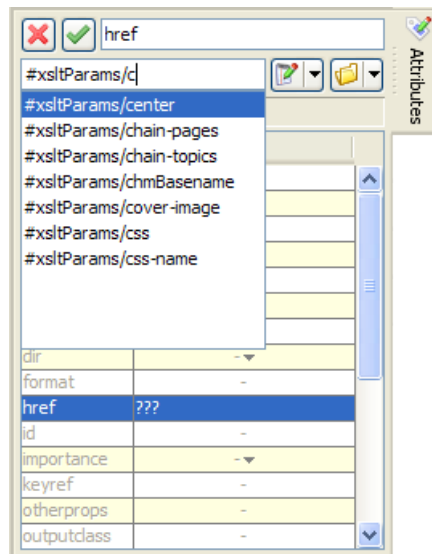 href
Attributes
#xsltParams/c
#xsltParams/center
#xsltParams/chain-pages
#xsltParams/chain-topics
#xsltParams/chmBasename
#xsltParams/cover-image
#xsltParams/css
#xsltParams/css-name
dir -
format -
href ???
id -
importance -
keyref -
otherprops -
outputclass -